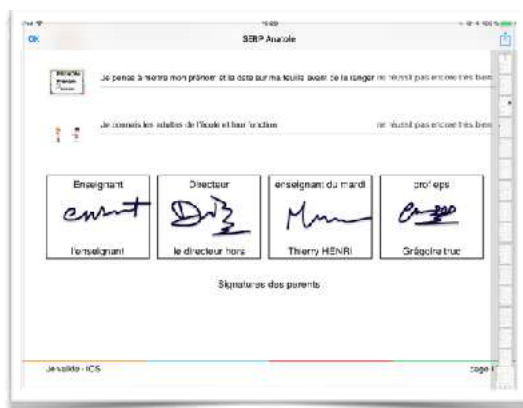 OK
SERP Anatole
PRENOM
Je pense à mettre mon prénom et la date sur ma feuille avant de la ranger ne réussit pas encore très bien
Je connais les adultes de l'école et leur fonction ne réussit pas encore très bien
Enseignant Directeur enseignant du mardi prof eps
l'enseignant le directeur hors Thierry HENRI Grégoire truc
Signatures des parents
Je valide - ICS page